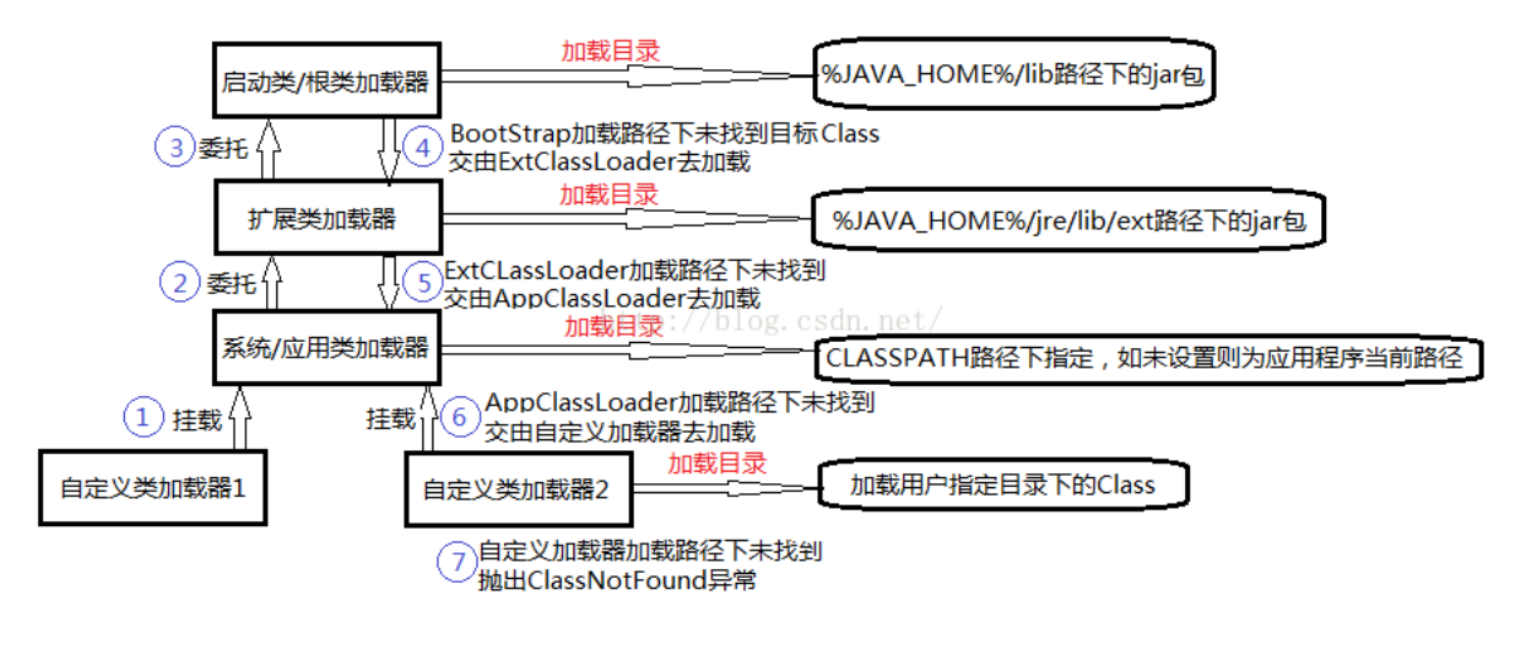 加载目录
启动类/根类加载器
%JAVA_HOME%/lib路径下的jar包
③ 委托
④ BootStrap加载路径下未找到目标Class
交由ExtClassLoader去加载
加载目录
扩展类加载器
%JAVA_HOME%/jre/lib/ext路径下的jar包
② 委托
⑤ ExtCLassLoader加载路径下未找到
交由AppClassLoader去加载
http://blog.csdn.net/
加载目录
系统/应用类加载器
CLASSPATH路径下指定，如未设置则为应用程序当前路径
① 挂载
挂载 ⑥ AppClassLoader加载路径下未找到
交由自定义加载器去加载
加载目录
自定义类加载器1
自定义类加载器2
加载用户指定目录下的Class
⑦ 自定义加载器加载路径下未找到
抛出ClassNotFound异常